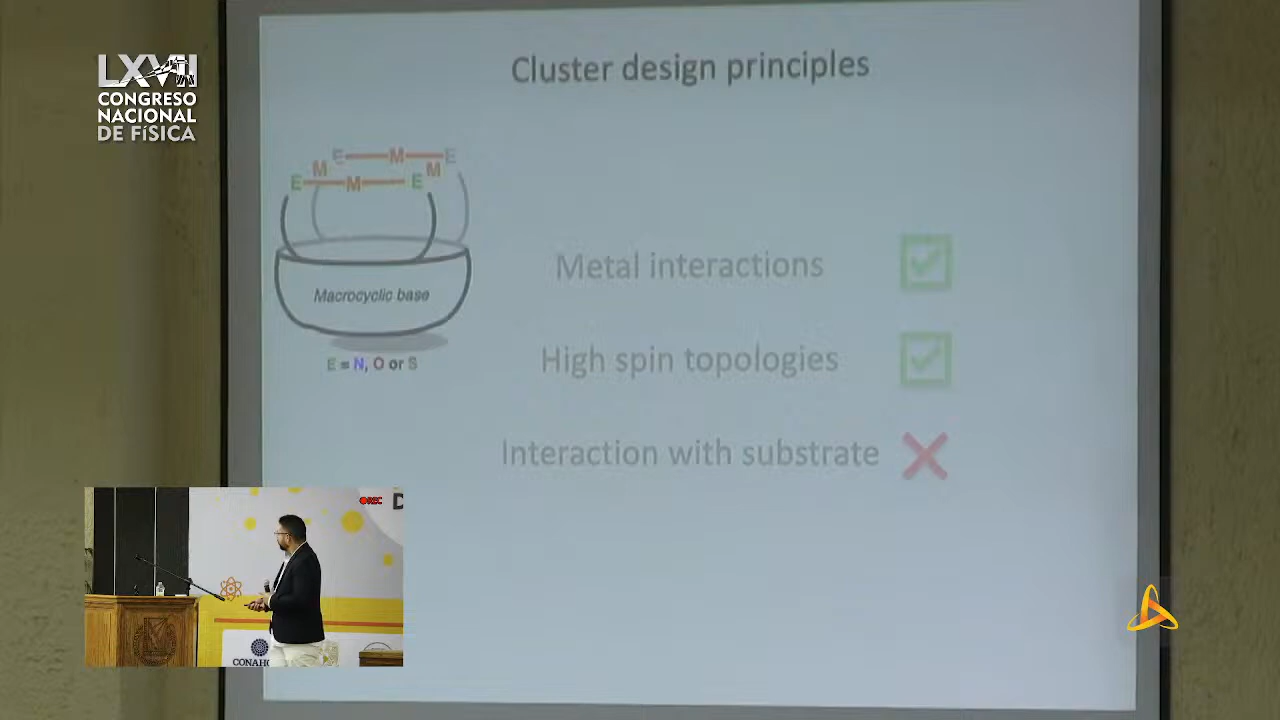 LXVII
CONGRESO
NACIONAL
DE FÍSICA
Cluster design principles
E M E
M M
E M E
Macrocyclic base
E = N, O or S
Metal interactions
High spin topologies
Interaction with substrate
REC
D